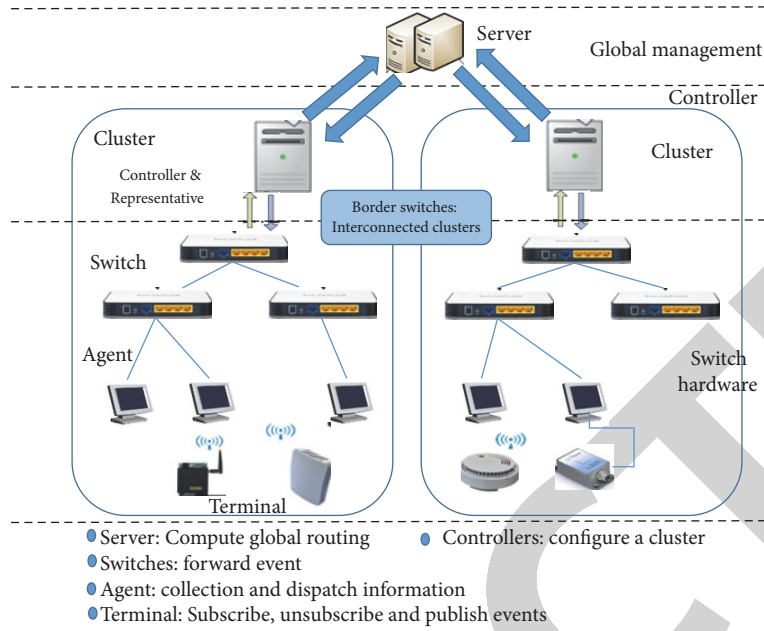 Server
Global management
Controller
Cluster
Cluster
Controller &
Representative
Border switches:
Interconnected clusters
Switch
Agent
Switch
hardware
Terminal
Server: Compute global routing
Controllers: configure a cluster
Switches: forward event
Agent: collection and dispatch information
Terminal: Subscribe, unsubscribe and publish events